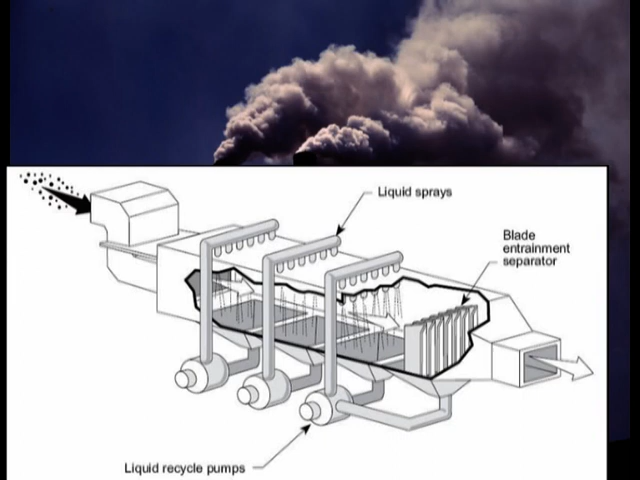 Liquid sprays
Blade
entrainment
separator
Liquid recycle pumps